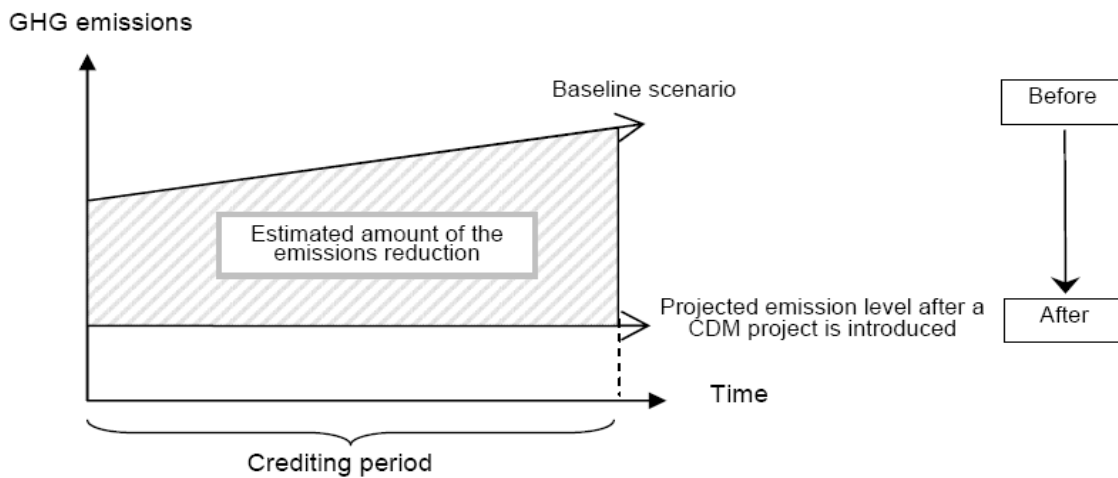 GHG emissions
Baseline scenario
Before
Estimated amount of the
emissions reduction
Projected emission level after a
CDM project is introduced
After
Time
Crediting period